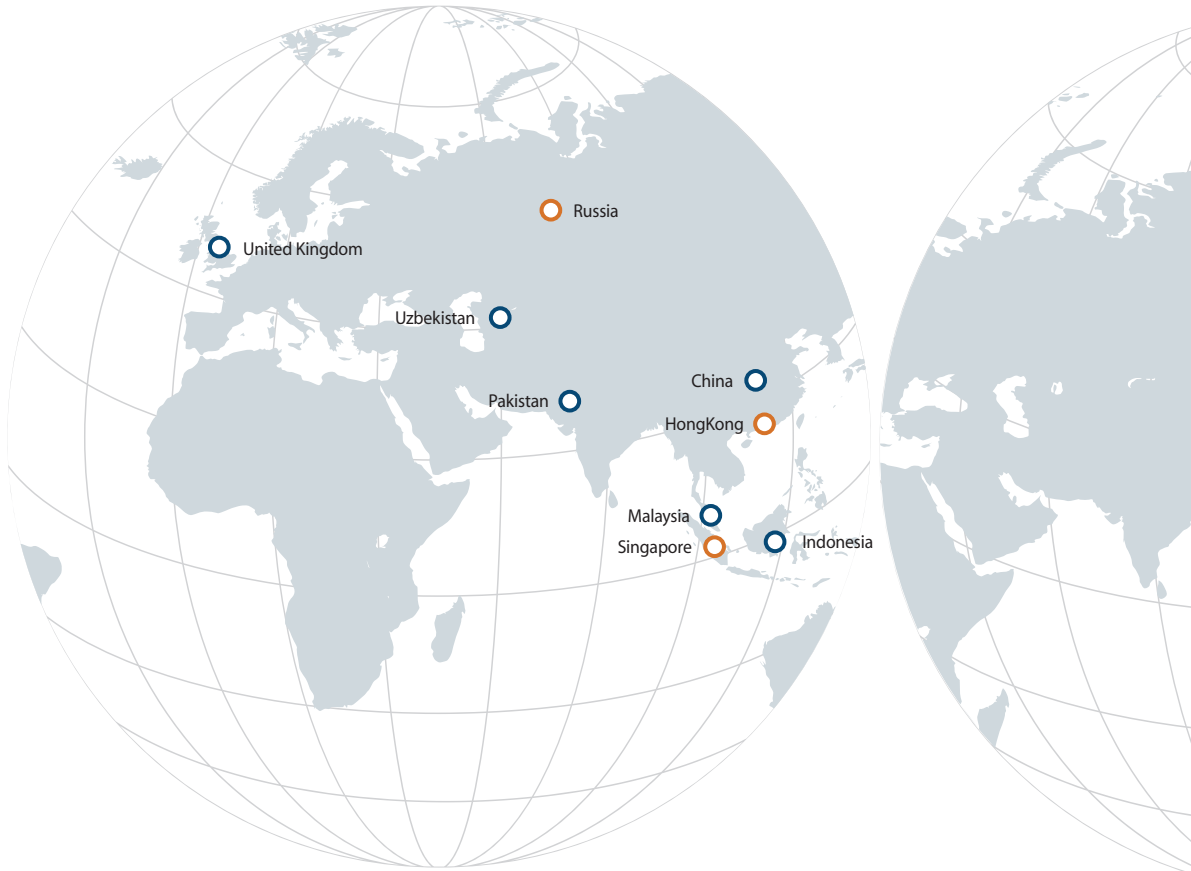 Russia
United Kingdom
Uzbekistan
China
Pakistan
HongKong
Malaysia
Indonesia
Singapore